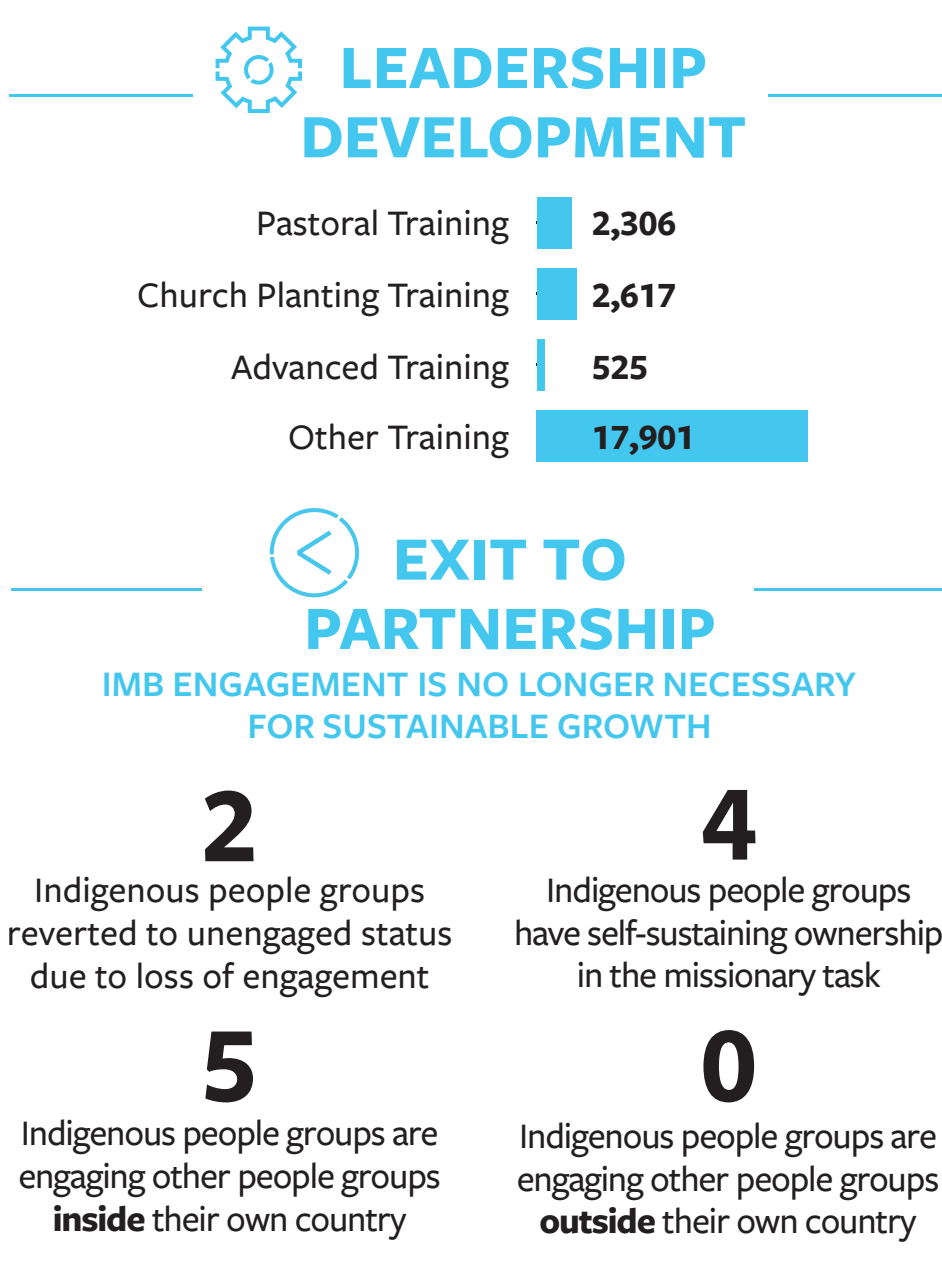 LEADERSHIP
DEVELOPMENT
Pastoral Training 2,306
Church Planting Training 2,617
Advanced Training 525
Other Training 17,901
EXIT TO
PARTNERSHIP
IMB ENGAGEMENT IS NO LONGER NECESSARY
FOR SUSTAINABLE GROWTH
2
Indigenous people groups
reverted to unengaged status
due to loss of engagement
4
Indigenous people groups
have self-sustaining ownership
in the missionary task
5
Indigenous people groups are
engaging other people groups
inside their own country
0
Indigenous people groups are
engaging other people groups
outside their own country